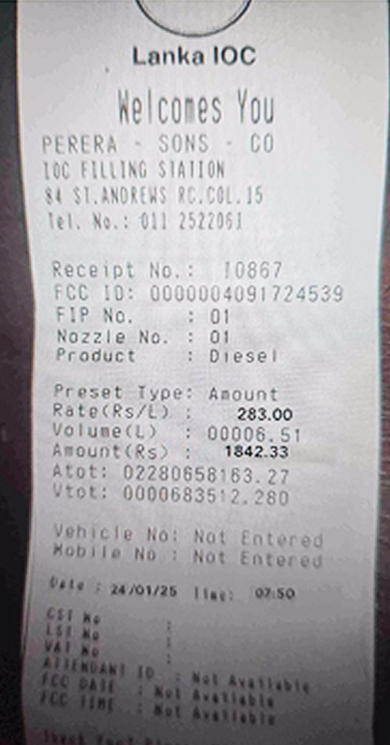 Lanka IOC
Welcomes You
PERERA - SONS - CO
IOC FILLING STATION
84 ST.ANDREWS RC.COL.15
Tel. No.: 011 2522061
Receipt No.: 10867
FCC ID: 0000004091724539
FIP No. : 01
Nozzle No. : 01
Product : Diesel
Preset Type: Amount
Rate(Rs/L) : 283.00
Volume(L) : 00006.51
Amount(Rs) : 1842.33
Atot: 02280658163.27
Vtot: 0000683512.280
Vehicle No: Not Entered
Mobile No : Not Entered
Date : 24/01/25 Time: 07:50
CST No :
LST No :
VAT No :
ATTENDANT ID : Not Available
FCC DATE : Not Available
FCC TIME : Not Available